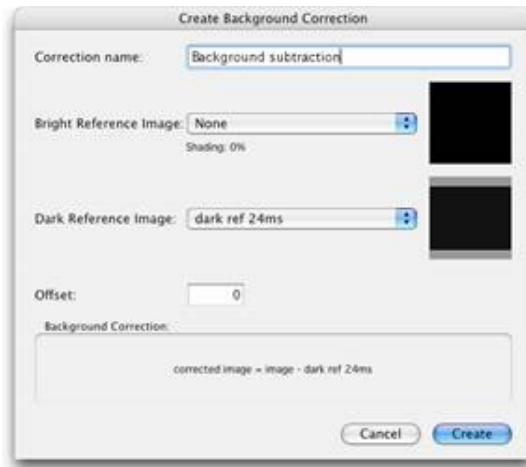 Create Background Correction
Correction name: Background subtraction
Bright Reference Image: None
Shading: 0%
Dark Reference Image: dark ref 24ms
Offset: 0
Background Correction:
corrected image = image - dark ref 24ms
Cancel Create